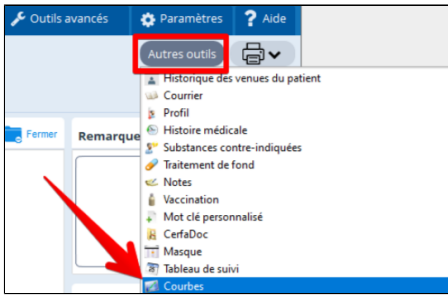 Outils avancés Paramètres ? Aide
Autres outils
Historique des venues du patient
Courrier
Profil
Fermer Remarque Histoire médicale
Substances contre-indiquées
Traitement de fond
Notes
Vaccination
Mot clé personnalisé
CerfaDoc
Masque
Tableau de suivi
Courbes